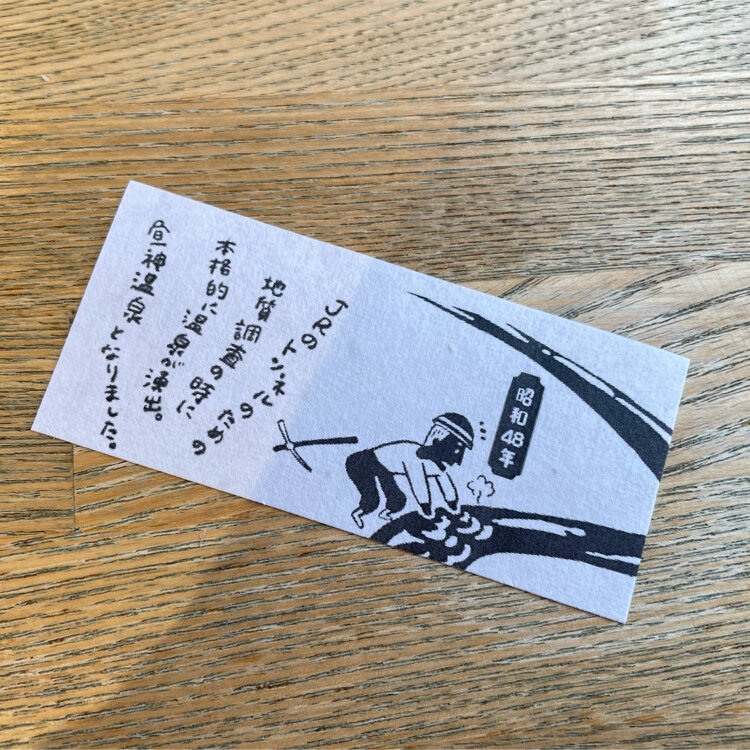 昭和48年
JRのトンネルのための
地質調査の時に
本格的に温泉が湧出。
昼神温泉となりました。